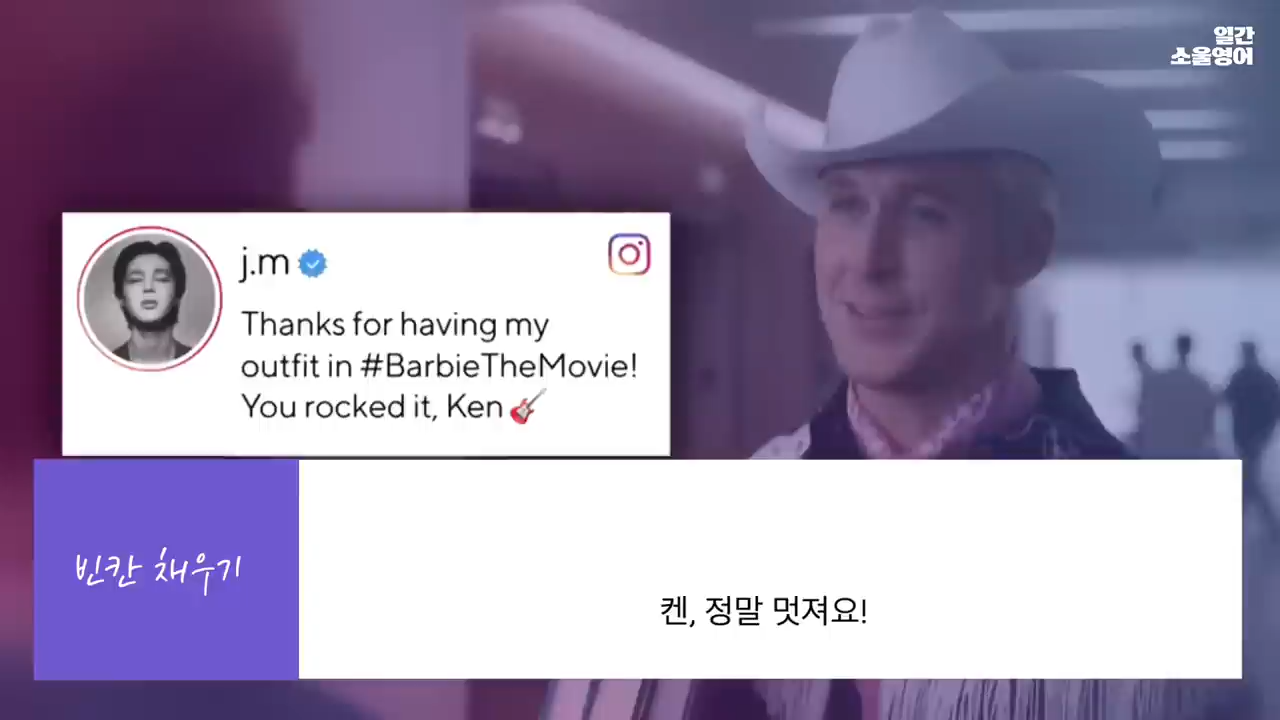 일간
소울영어
j.m
Thanks for having my
outfit in #BarbieTheMovie!
You rocked it, Ken 🎸
빈칸 채우기
켄, 정말 멋져요!